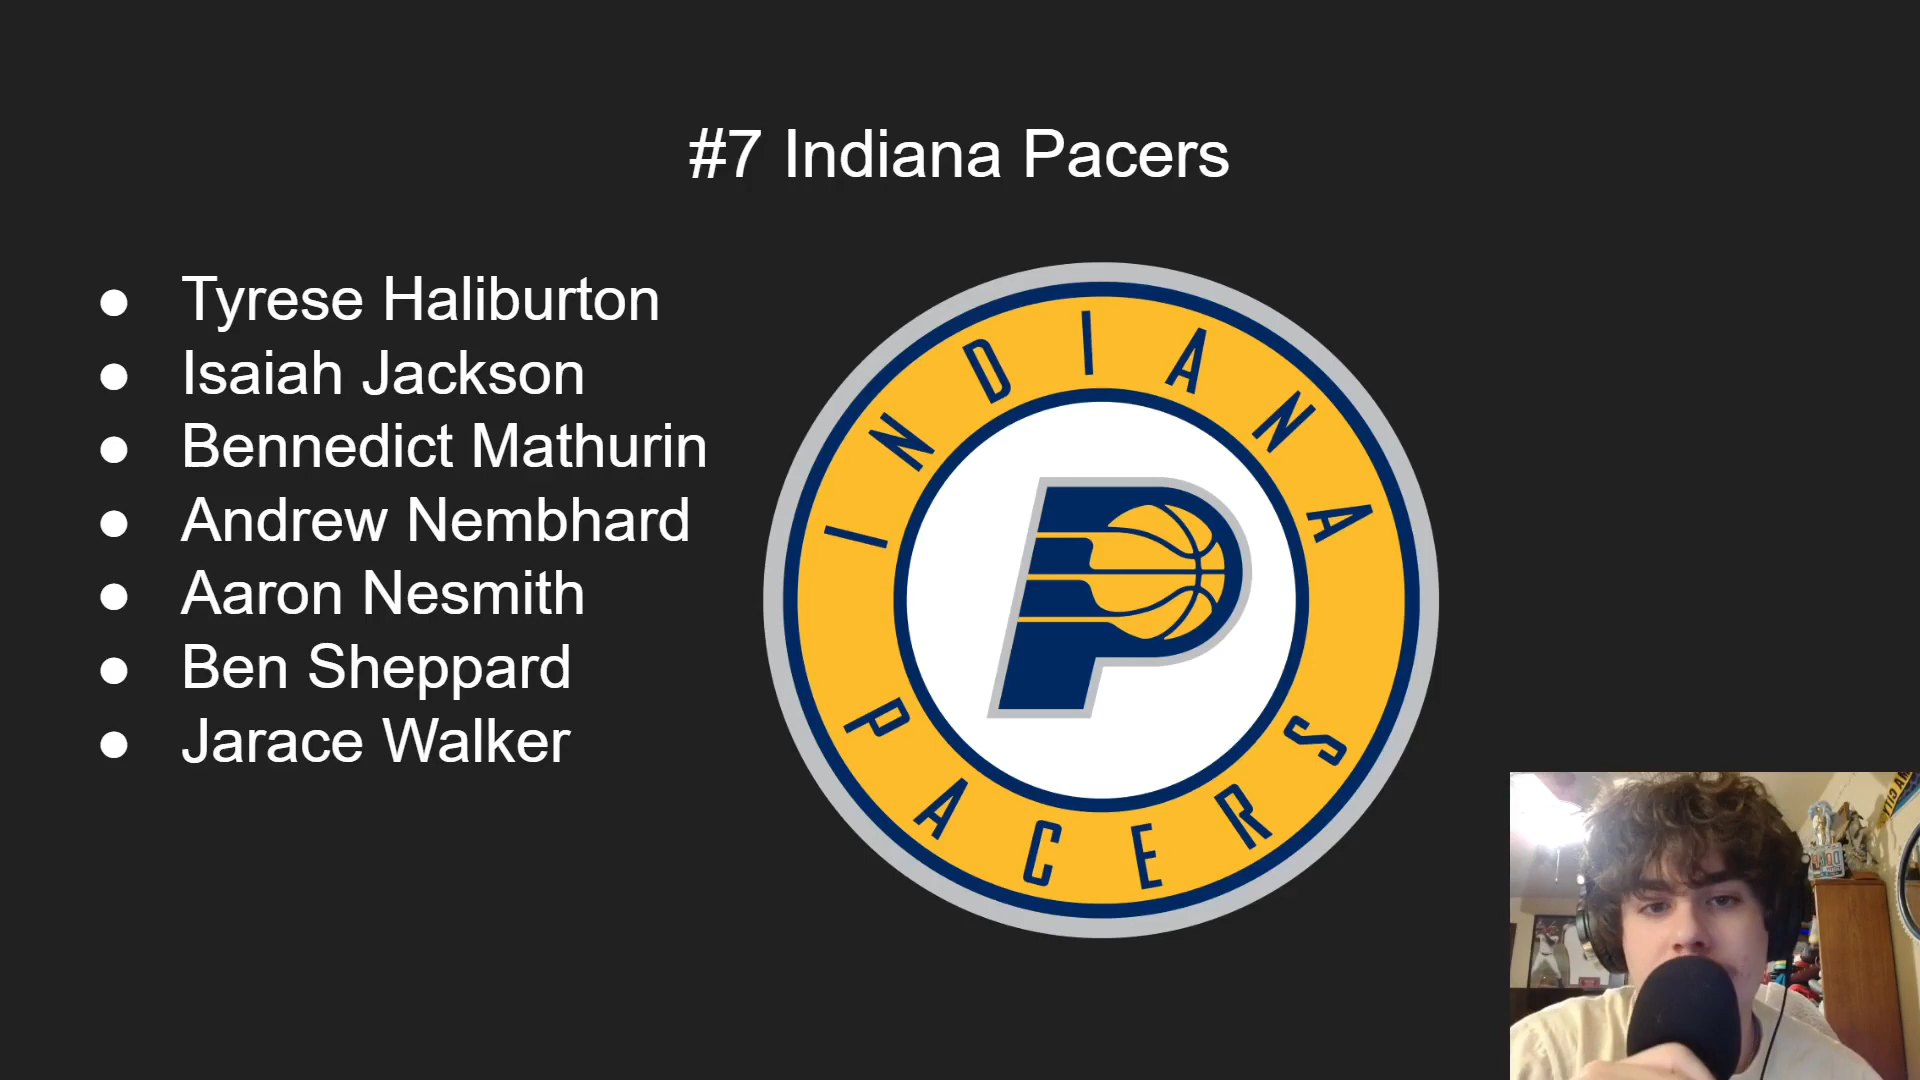 #7 Indiana Pacers
Tyrese Haliburton
Isaiah Jackson
Bennedict Mathurin
Andrew Nembhard
Aaron Nesmith
Ben Sheppard
Jarace Walker
INDIANA
PACERS